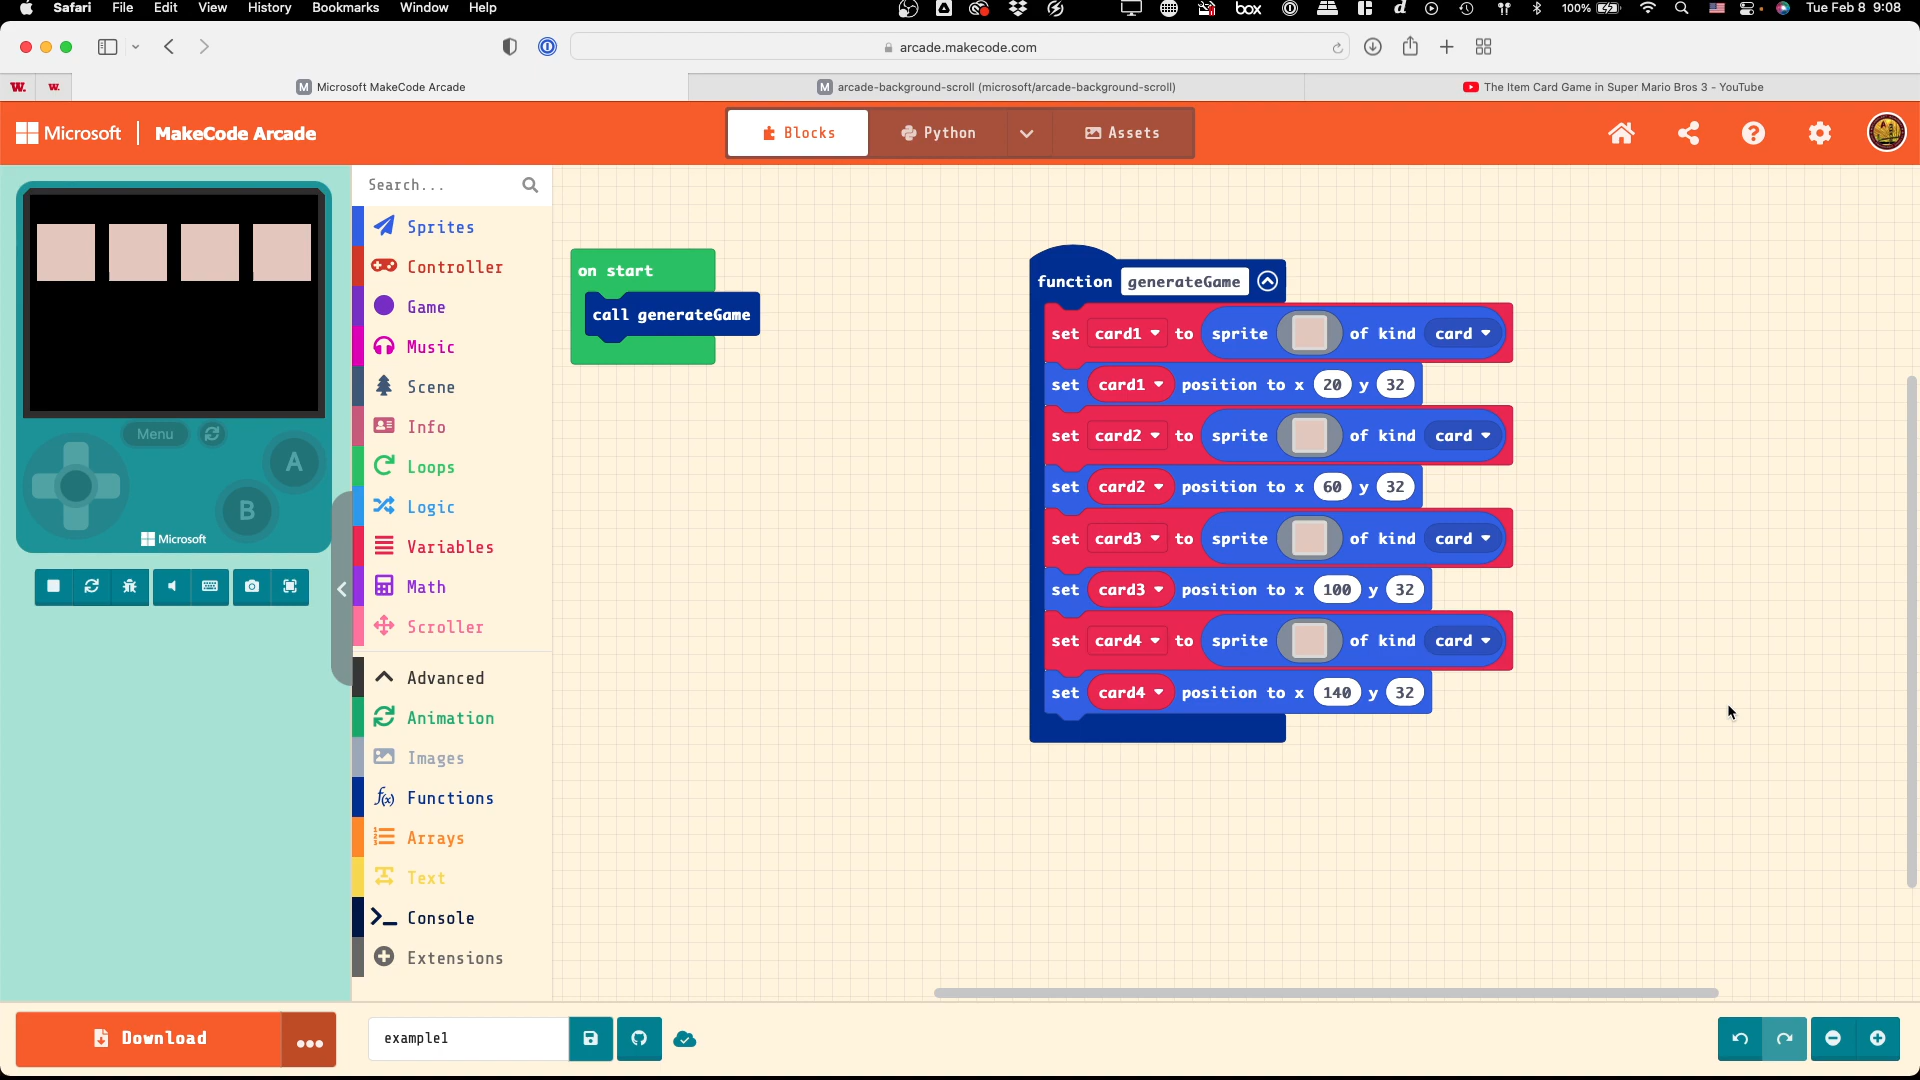 Safari File Edit View History Bookmarks Window Help box 100% Tue Feb 8 9:08
arcade.makecode.com
W. W. M Microsoft MakeCode Arcade M arcade-background-scroll (microsoft/arcade-background-scroll) The Item Card Game in Super Mario Bros 3 - YouTube
Microsoft MakeCode Arcade Blocks Python Assets
Menu
A
B
Microsoft
Search...
Sprites
Controller
Game
Music
Scene
Info
Loops
Logic
Variables
Math
Scroller
Advanced
Animation
Images
Functions
Arrays
Text
Console
Extensions
on start
call generateGame
function generateGame
set card1 to sprite of kind card
set card1 position to x 20 y 32
set card2 to sprite of kind card
set card2 position to x 60 y 32
set card3 to sprite of kind card
set card3 position to x 100 y 32
set card4 to sprite of kind card
set card4 position to x 140 y 32
Download ... example1